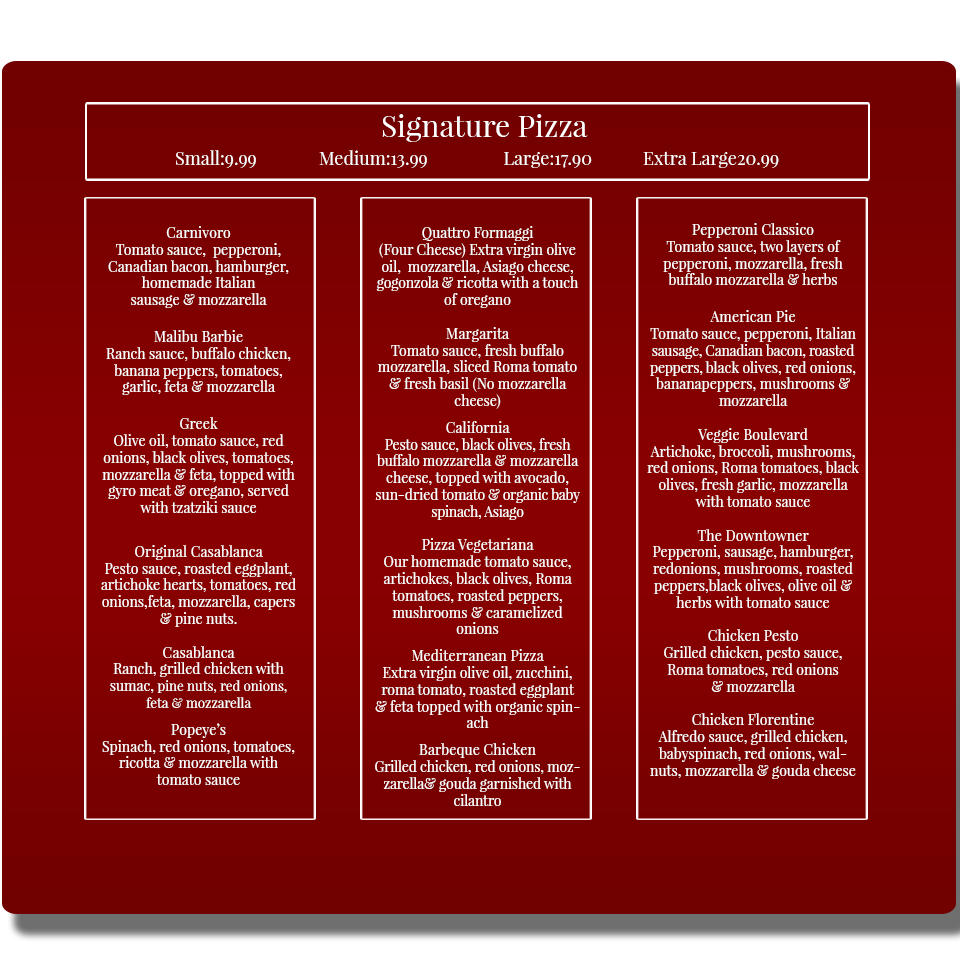 Signature Pizza
Small:9.99 Medium:13.99 Large:17.90 Extra Large20.99
Carnivoro
Tomato sauce, pepperoni,
Canadian bacon, hamburger,
homemade Italian
sausage & mozzarella
Malibu Barbie
Ranch sauce, buffalo chicken,
banana peppers, tomatoes,
garlic, feta & mozzarella
Greek
Olive oil, tomato sauce, red
onions, black olives, tomatoes,
mozzarella & feta, topped with
gyro meat & oregano, served
with tzatziki sauce
Original Casablanca
Pesto sauce, roasted eggplant,
artichoke hearts, tomatoes, red
onions,feta, mozzarella, capers
& pine nuts.
Casablanca
Ranch, grilled chicken with
sumac, pine nuts, red onions,
feta & mozzarella
Popeye's
Spinach, red onions, tomatoes,
ricotta & mozzarella with
tomato sauce
Quattro Formaggi
(Four Cheese) Extra virgin olive
oil, mozzarella, Asiago cheese,
gogonzola & ricotta with a touch
of oregano
Margarita
Tomato sauce, fresh buffalo
mozzarella, sliced Roma tomato
& fresh basil (No mozzarella
cheese)
California
Pesto sauce, black olives, fresh
buffalo mozzarella & mozzarella
cheese, topped with avocado,
sun-dried tomato & organic baby
spinach, Asiago
Pizza Vegetariana
Our homemade tomato sauce,
artichokes, black olives, Roma
tomatoes, roasted peppers,
mushrooms & caramelized
onions
Mediterranean Pizza
Extra virgin olive oil, zucchini,
roma tomato, roasted eggplant
& feta topped with organic spin-
ach
Barbeque Chicken
Grilled chicken, red onions, moz-
zarella& gouda garnished with
cilantro
Pepperoni Classico
Tomato sauce, two layers of
pepperoni, mozzarella, fresh
buffalo mozzarella & herbs
American Pie
Tomato sauce, pepperoni, Italian
sausage, Canadian bacon, roasted
peppers, black olives, red onions,
bananapeppers, mushrooms &
mozzarella
Veggie Boulevard
Artichoke, broccoli, mushrooms,
red onions, Roma tomatoes, black
olives, fresh garlic, mozzarella
with tomato sauce
The Downtowner
Pepperoni, sausage, hamburger,
redonions, mushrooms, roasted
peppers,black olives, olive oil &
herbs with tomato sauce
Chicken Pesto
Grilled chicken, pesto sauce,
Roma tomatoes, red onions
& mozzarella
Chicken Florentine
Alfredo sauce, grilled chicken,
babyspinach, red onions, wal-
nuts, mozzarella & gouda cheese